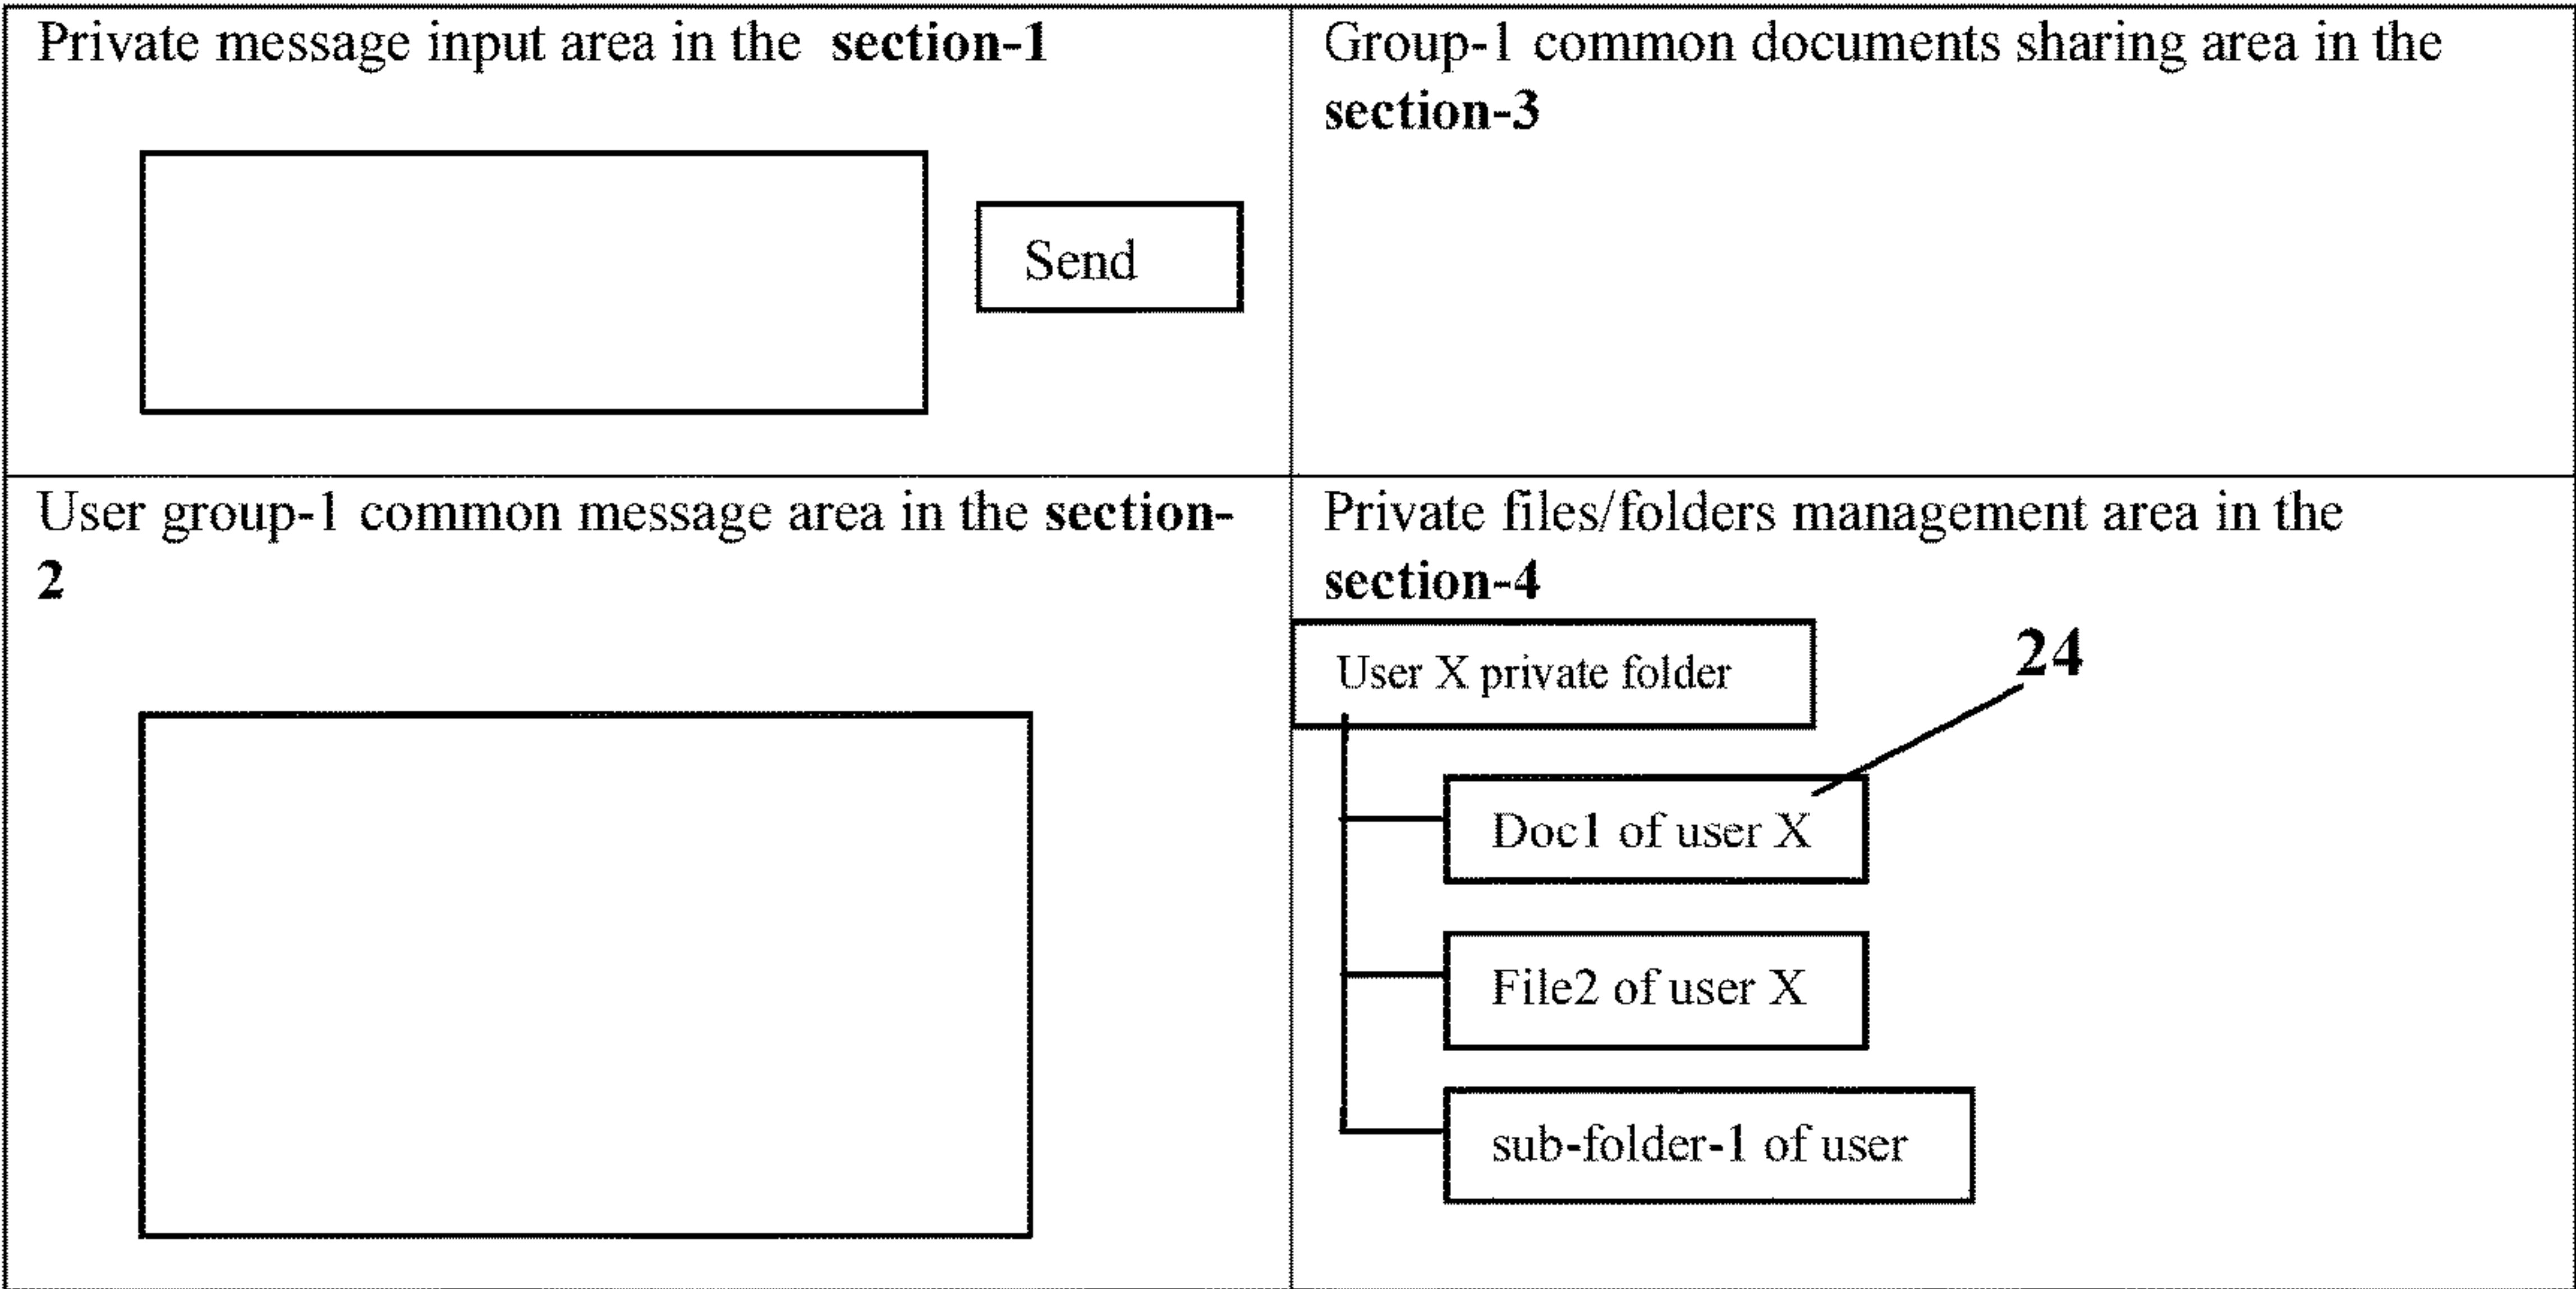 Private message input area in the section-1
Send
Group-1 common documents sharing area in the
section-3
User group-1 common message area in the section-
2
Private files/folders management area in the
section-4
User X private folder
24
Doc1 of user X
File2 of user X
sub-folder-1 of user